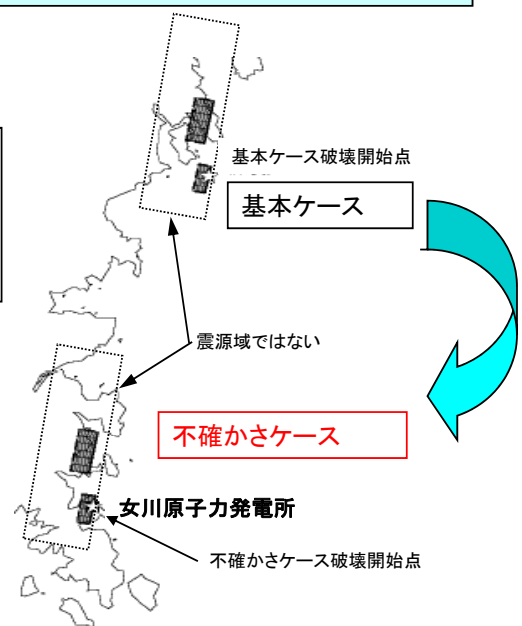 基本ケース破壊開始点
基本ケース
震源域ではない
不確かさケース
女川原子力発電所
不確かさケース破壊開始点